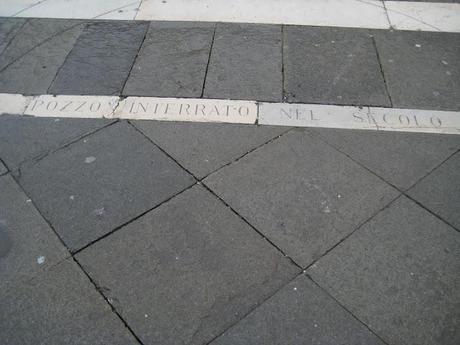 POZZO INTERRATO NEL SECOLO